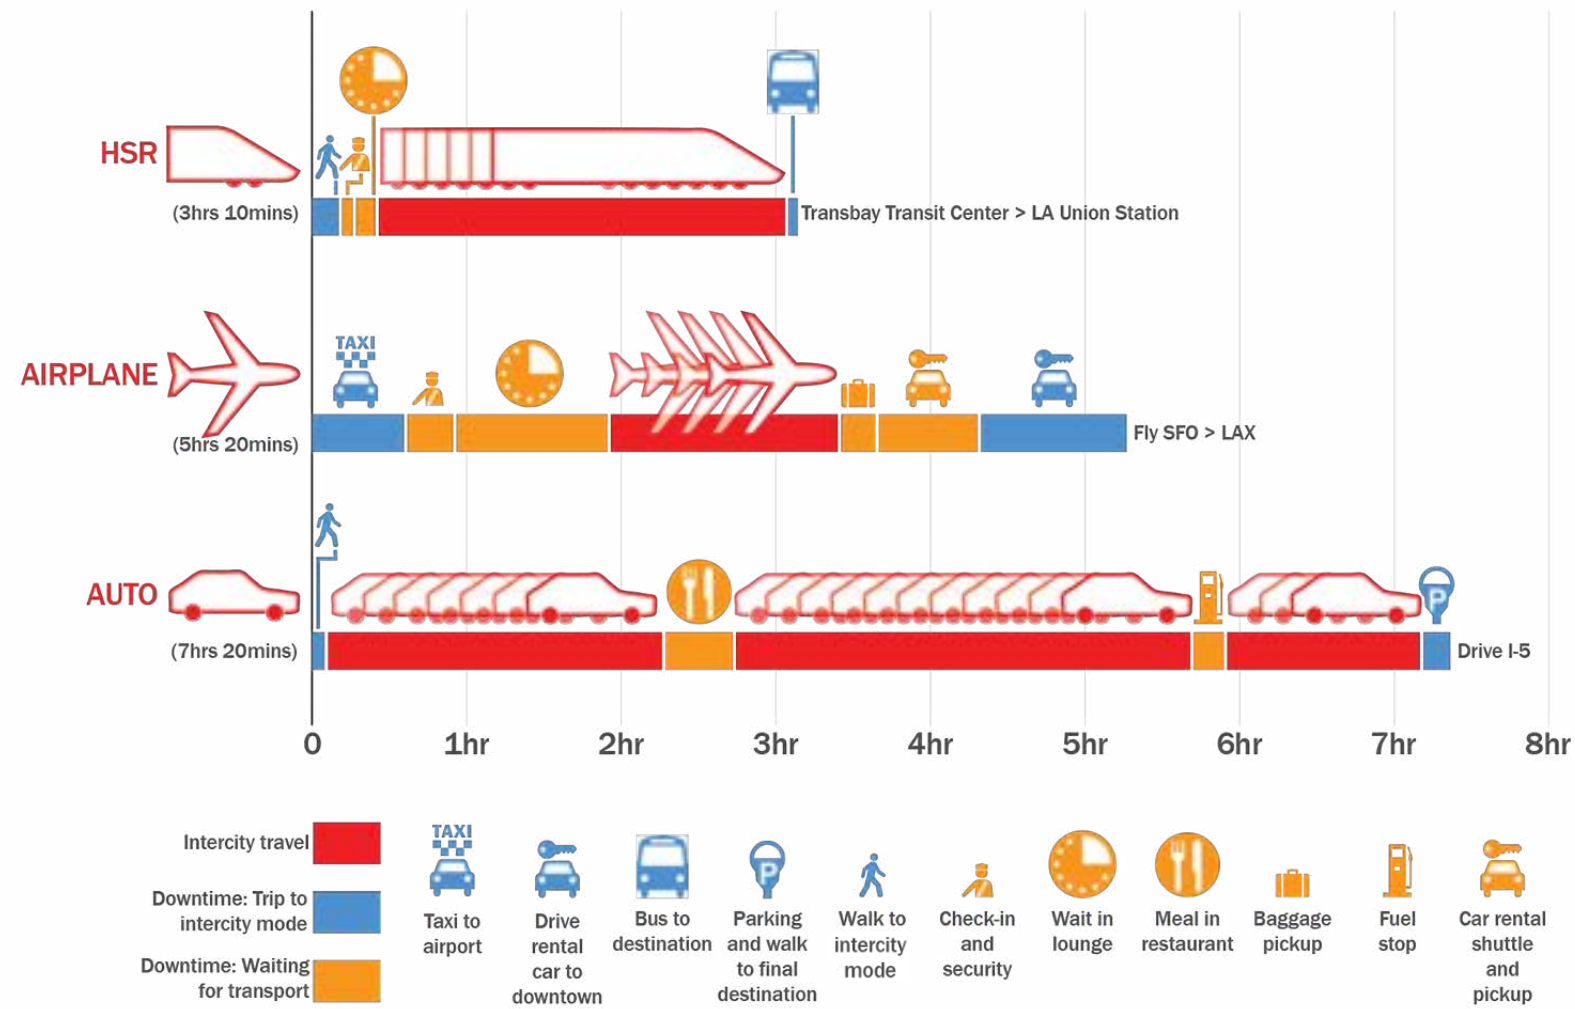 HSR
(3hrs 10mins)
Transbay Transit Center > LA Union Station
TAXI
AIRPLANE
(5hrs 20mins)
Fly SFO > LAX
AUTO
P
(7hrs 20mins)
Drive I-5
0 1hr 2hr 3hr 4hr 5hr 6hr 7hr 8hr
Intercity travel
Downtime: Trip to
intercity mode
Downtime: Waiting
for transport
TAXI
Taxi to
airport
Drive
rental
car to
downtown
Bus to
destination
P
Parking
and walk
to final
destination
Walk to
intercity
mode
Check-in
and
security
Wait in
lounge
Meal in
restaurant
Baggage
pickup
Fuel
stop
Car rental
shuttle
and
pickup